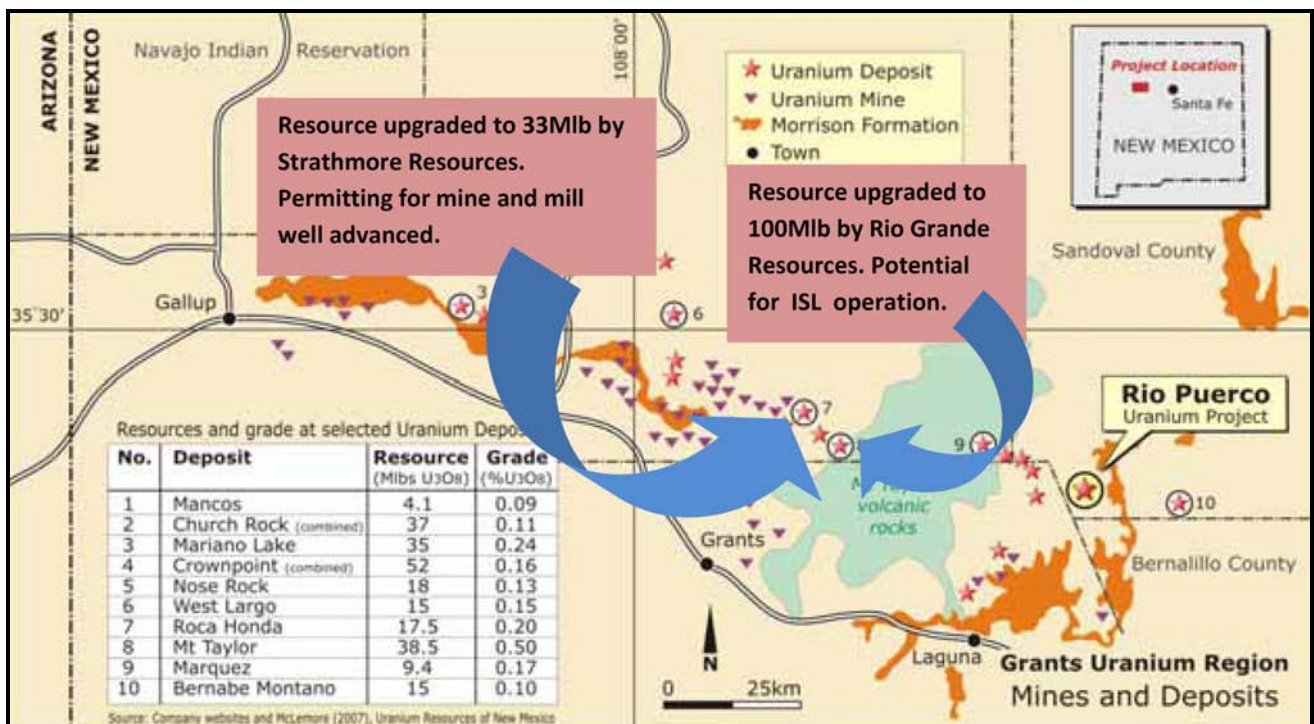 ARIZONA
NEW MEXICO
Navajo Indian Reservation
108°00'
35°30'
Resource upgraded to 33Mlb by
Strathmore Resources.
Permitting for mine and mill
well advanced.
Uranium Deposit
Uranium Mine
Morrison Formation
Town
Resource upgraded to
100Mlb by Rio Grande
Resources. Potential
for ISL operation.
Project Location
Santa Fe
NEW MEXICO
Sandoval County
Gallup
3
6
7
8
9
10
Rio Puerco
Uranium Project
volcanic
rocks
Grants
Bernalillo County
Laguna
N
0 25km
Grants Uranium Region
Mines and Deposits
Resources and grade at selected Uranium
No. Deposit Resource Grade
(Mlbs U3O8) (%U3O8)
1 Mancos 4.1 0.09
2 Church Rock (combined) 37 0.11
3 Mariano Lake 35 0.24
4 Crownpoint (combined) 52 0.16
5 Nose Rock 18 0.13
6 West Largo 15 0.15
7 Roca Honda 17.5 0.20
8 Mt Taylor 38.5 0.50
9 Marquez 9.4 0.17
10 Bernabe Montano 15 0.10
Source: Company websites and McLemore (2007), Uranium Resources of New Mexico